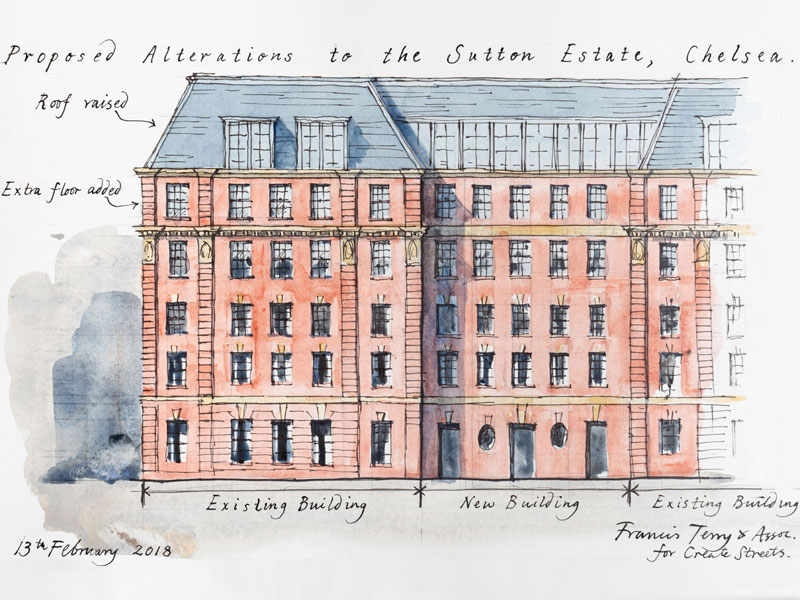 Proposed Alterations to the Sutton Estate, Chelsea.
Roof raised
Extra floor added
Existing Building
New Building
Existing Building
13th February 2018
Francis Terry & Assoc.
for Create Streets.